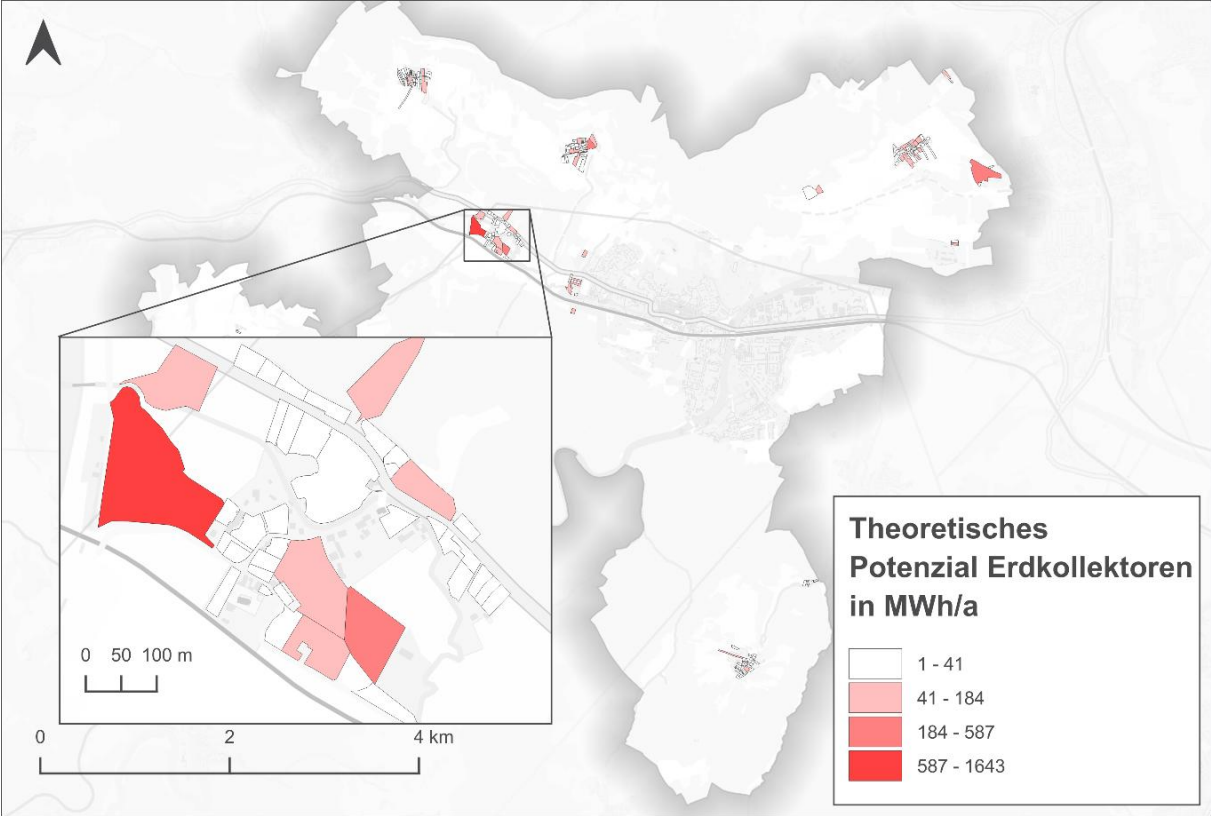 0 50 100 m
0 2 4 km
Theoretisches
Potenzial Erdkollektoren
in MWh/a
1 - 41
41 - 184
184 - 587
587 - 1643